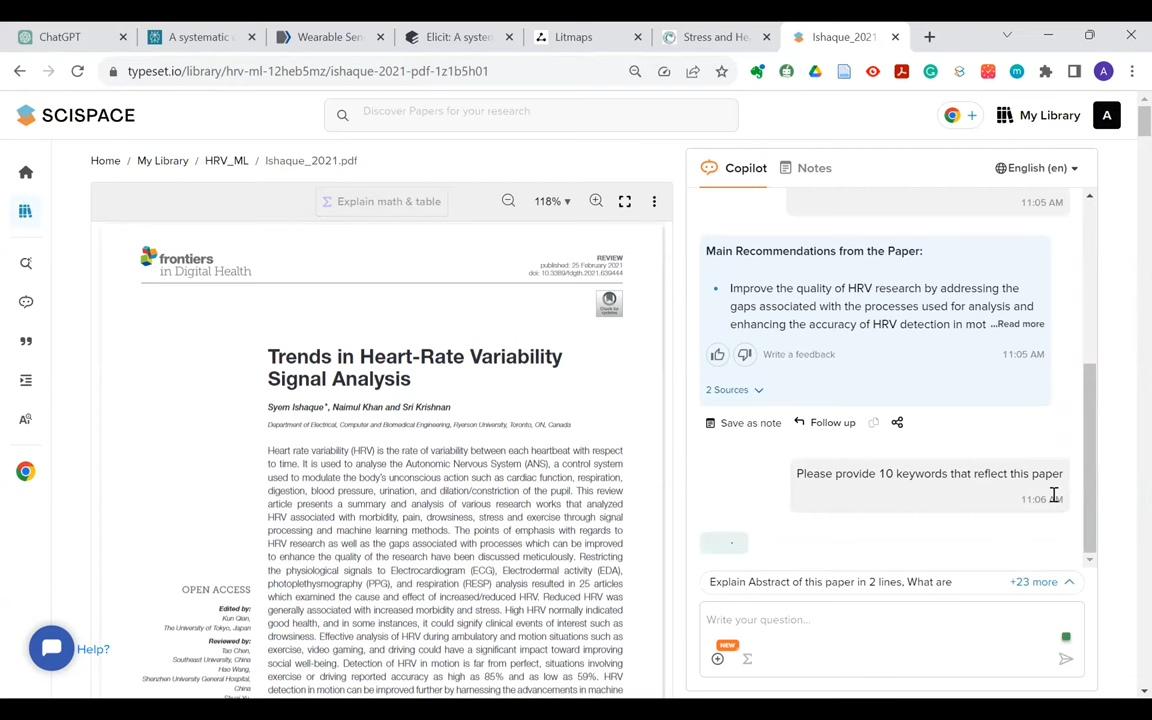 ChatGPT
A systematic
Wearable Sen
Elicit: A system
Litmaps
Stress and He
Ishaque_2021.
typeset.io/library/hrv-ml-12heb5mz/ishaque-2021-pdf-1z1b5h01
A
SCISPACE
Discover Papers for your research
My Library
A
Home / My Library / HRV_ML / Ishaque_2021.pdf
Copilot
Notes
English (en)
Explain math & table
118%
11:05 AM
frontiers
in Digital Health
REVIEW
published: 25 February 2021
doi: 10.3389/fdgth.2021.639444
Check for
updates
Trends in Heart-Rate Variability
Signal Analysis
Syem Ishaque*, Naimul Khan and Sri Krishnan
Department of Electrical, Computer and Biomedical Engineering, Ryerson University, Toronto, ON, Canada
Heart rate variability (HRV) is the rate of variability between each heartbeat with respect
to time. It is used to analyse the Autonomic Nervous System (ANS), a control system
used to modulate the body's unconscious action such as cardiac function, respiration,
digestion, blood pressure, urination, and dilation/constriction of the pupil. This review
article presents a summary and analysis of various research works that analyzed
HRV associated with morbidity, pain, drowsiness, stress and exercise through signal
processing and machine learning methods. The points of emphasis with regards to
HRV research as well as the gaps associated with processes which can be improved
to enhance the quality of the research have been discussed meticulously. Restricting
the physiological signals to Electrocardiogram (ECG), Electrodermal activity (EDA),
photoplethysmography (PPG), and respiration (RESP) analysis resulted in 25 articles
which examined the cause and effect of increased/reduced HRV. Reduced HRV was
generally associated with increased morbidity and stress. High HRV normally indicated
good health, and in some instances, it could signify clinical events of interest such as
drowsiness. Effective analysis of HRV during ambulatory and motion situations such as
exercise, video gaming, and driving could have a significant impact toward improving
social well-being. Detection of HRV in motion is far from perfect, situations involving
exercise or driving reported accuracy as high as 85% and as low as 59%. HRV
detection in motion can be improved further by harnessing the advancements in machine
OPEN ACCESS
Edited by:
Kun Qian,
The University of Tokyo, Japan
Reviewed by:
Tao Chen,
Southeast University, China
Hao Wang,
Shenzhen University General Hospital,
China
Main Recommendations from the Paper:
• Improve the quality of HRV research by addressing the
gaps associated with the processes used for analysis and
enhancing the accuracy of HRV detection in mot ...Read more
Write a feedback
11:05 AM
2 Sources
Save as note
Follow up
Please provide 10 keywords that reflect this paper
11:06 AM
Explain Abstract of this paper in 2 lines, What are
+23 more
Write your question...
NEW
Help?